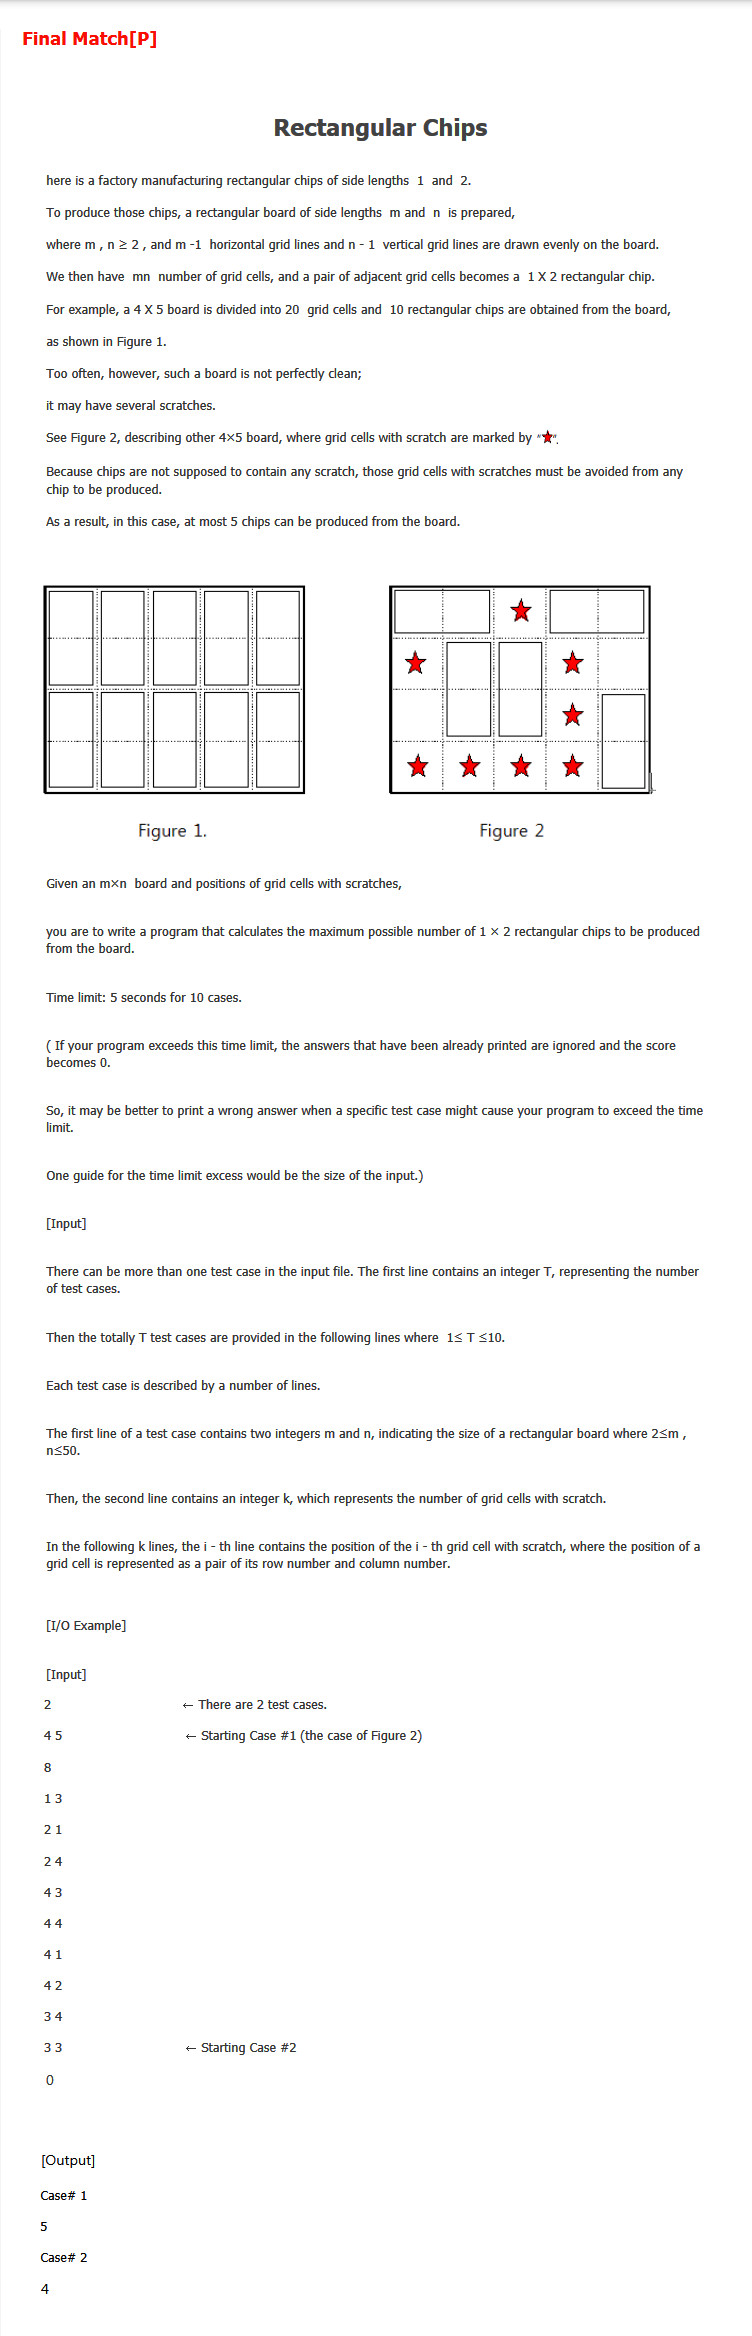 Final Match[P]
Rectangular Chips
here is a factory manufacturing rectangular chips of side lengths 1 and 2.
To produce those chips, a rectangular board of side lengths m and n is prepared,
where m , n ≥ 2 , and m -1 horizontal grid lines and n - 1 vertical grid lines are drawn evenly on the board.
We then have mn number of grid cells, and a pair of adjacent grid cells becomes a 1 X 2 rectangular chip.
For example, a 4 X 5 board is divided into 20 grid cells and 10 rectangular chips are obtained from the board,
as shown in Figure 1.
Too often, however, such a board is not perfectly clean;
it may have several scratches.
See Figure 2, describing other 4×5 board, where grid cells with scratch are marked by "★".
Because chips are not supposed to contain any scratch, those grid cells with scratches must be avoided from any
chip to be produced.
As a result, in this case, at most 5 chips can be produced from the board.
Figure 1.
Figure 2
Given an m×n board and positions of grid cells with scratches,
you are to write a program that calculates the maximum possible number of 1 × 2 rectangular chips to be produced
from the board.
Time limit: 5 seconds for 10 cases.
( If your program exceeds this time limit, the answers that have been already printed are ignored and the score
becomes 0.
So, it may be better to print a wrong answer when a specific test case might cause your program to exceed the time
limit.
One guide for the time limit excess would be the size of the input.)
[Input]
There can be more than one test case in the input file. The first line contains an integer T, representing the number
of test cases.
Then the totally T test cases are provided in the following lines where 1≤ T ≤10.
Each test case is described by a number of lines.
The first line of a test case contains two integers m and n, indicating the size of a rectangular board where 2≤m ,
n≤50.
Then, the second line contains an integer k, which represents the number of grid cells with scratch.
In the following k lines, the i - th line contains the position of the i - th grid cell with scratch, where the position of a
grid cell is represented as a pair of its row number and column number.
[I/O Example]
[Input]
2 ← There are 2 test cases.
4 5 ← Starting Case #1 (the case of Figure 2)
8
1 3
2 1
2 4
4 3
4 4
4 1
4 2
3 4
3 3 ← Starting Case #2
0
[Output]
Case# 1
5
Case# 2
4